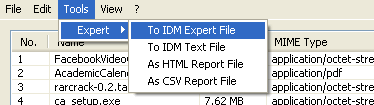 File Edit Tools View ?
Export To IDM Expert File
To IDM Text File
As HTML Report File
As CSV Report File
No. MIME Type
1 FacebookVideo application/octet-stre
2 AcademicCalen application/pdf
3 rarcrack-0.2.ta application/octet-stre
4 ca_setup.exe 7.62 MB application/octet-stre